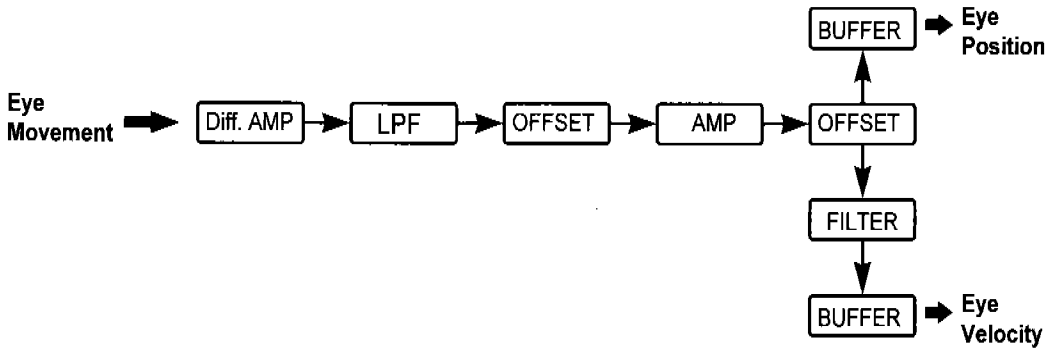 BUFFER
Eye
Position
Eye
Movement
Diff. AMP
LPF
OFFSET
AMP
OFFSET
FILTER
BUFFER
Eye
Velocity